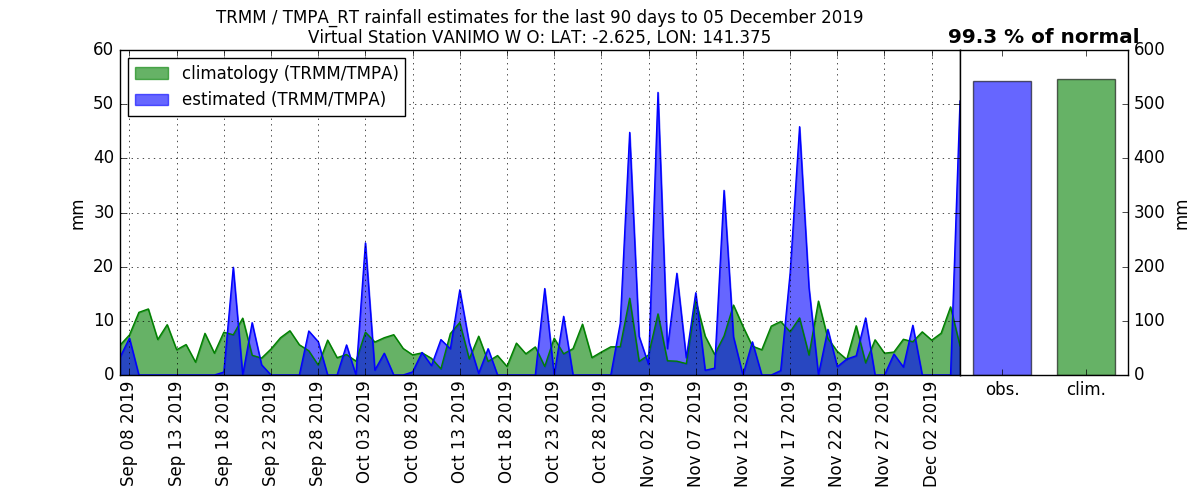 TRMM / TMPA_RT rainfall estimates for the last 90 days to 05 December 2019
Virtual Station VANIMO W O: LAT: -2.625, LON: 141.375
99.3 % of normal
climatology (TRMM/TMPA)
estimated (TRMM/TMPA)
60
50
40
30
20
10
0
mm
600
500
400
300
200
100
0
mm
Sep 08 2019
Sep 13 2019
Sep 18 2019
Sep 23 2019
Sep 28 2019
Oct 03 2019
Oct 08 2019
Oct 13 2019
Oct 18 2019
Oct 23 2019
Oct 28 2019
Nov 02 2019
Nov 07 2019
Nov 12 2019
Nov 17 2019
Nov 22 2019
Nov 27 2019
Dec 02 2019
obs.
clim.